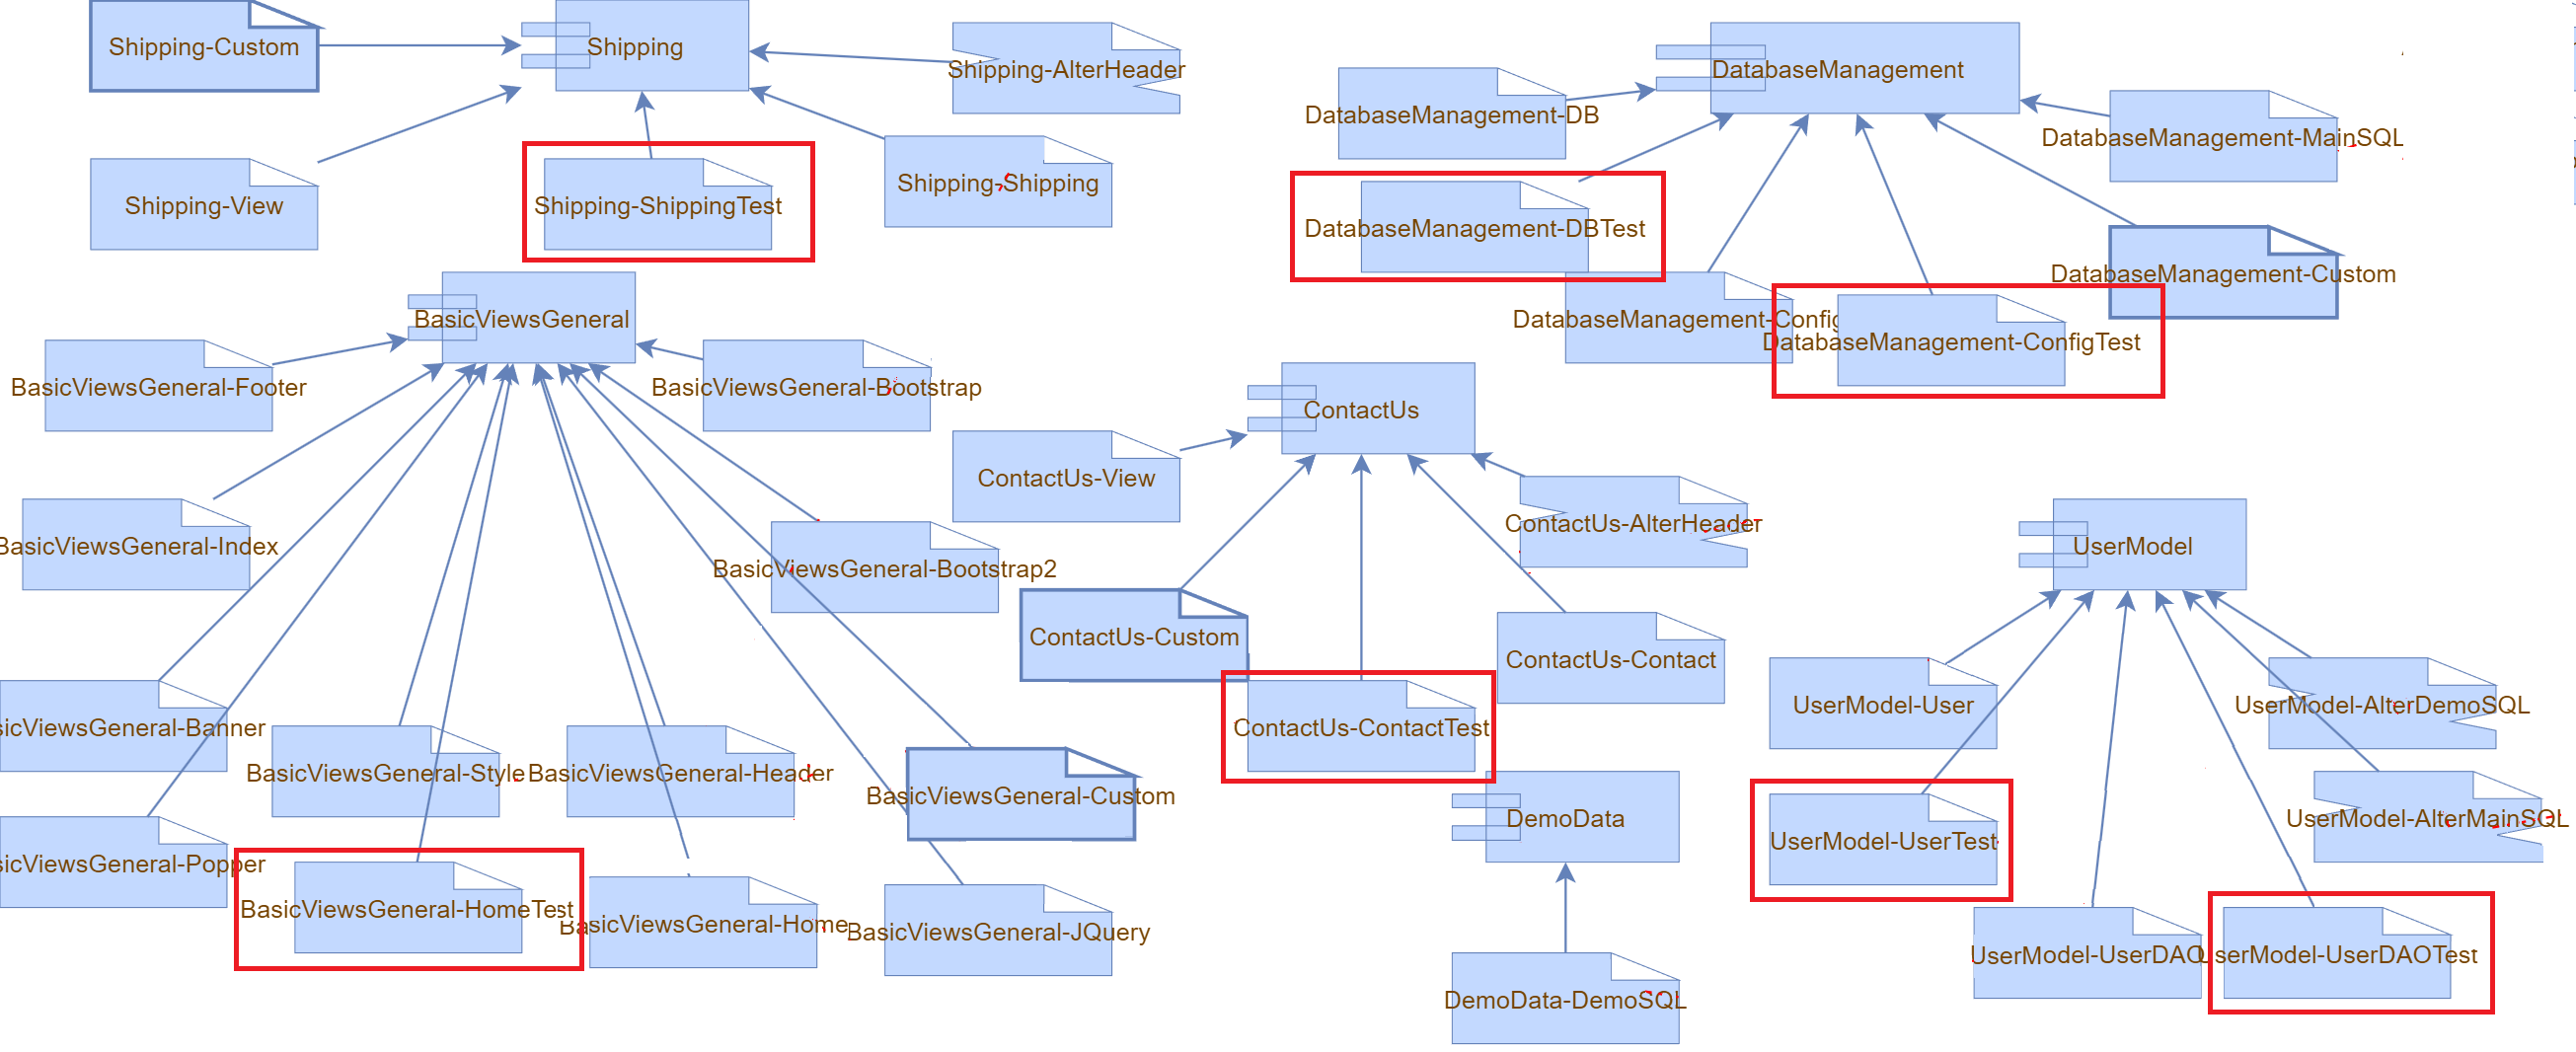 Shipping-Custom
Shipping
Shipping-AlterHeader
Shipping-View
Shipping-ShippingTest
Shipping-Shipping
DatabaseManagement
DatabaseManagement-DB
DatabaseManagement-MainSQL
DatabaseManagement-DBTest
DatabaseManagement-Custom
DatabaseManagement-Config
DatabaseManagement-ConfigTest
BasicViewsGeneral
BasicViewsGeneral-Footer
BasicViewsGeneral-Bootstrap
BasicViewsGeneral-Index
BasicViewsGeneral-Bootstrap2
sicViewsGeneral-Banner
BasicViewsGeneral-Style
BasicViewsGeneral-Header
BasicViewsGeneral-Custom
sicViewsGeneral-Popper
BasicViewsGeneral-HomeTest
BasicViewsGeneral-Home
BasicViewsGeneral-JQuery
ContactUs
ContactUs-View
ContactUs-AlterHeader
ContactUs-Custom
ContactUs-Contact
ContactUs-ContactTest
DemoData
DemoData-DemoSQL
UserModel
UserModel-User
UserModel-AlterDemoSQL
UserModel-UserTest
UserModel-AlterMainSQL
UserModel-UserDAO
UserModel-UserDAOTest